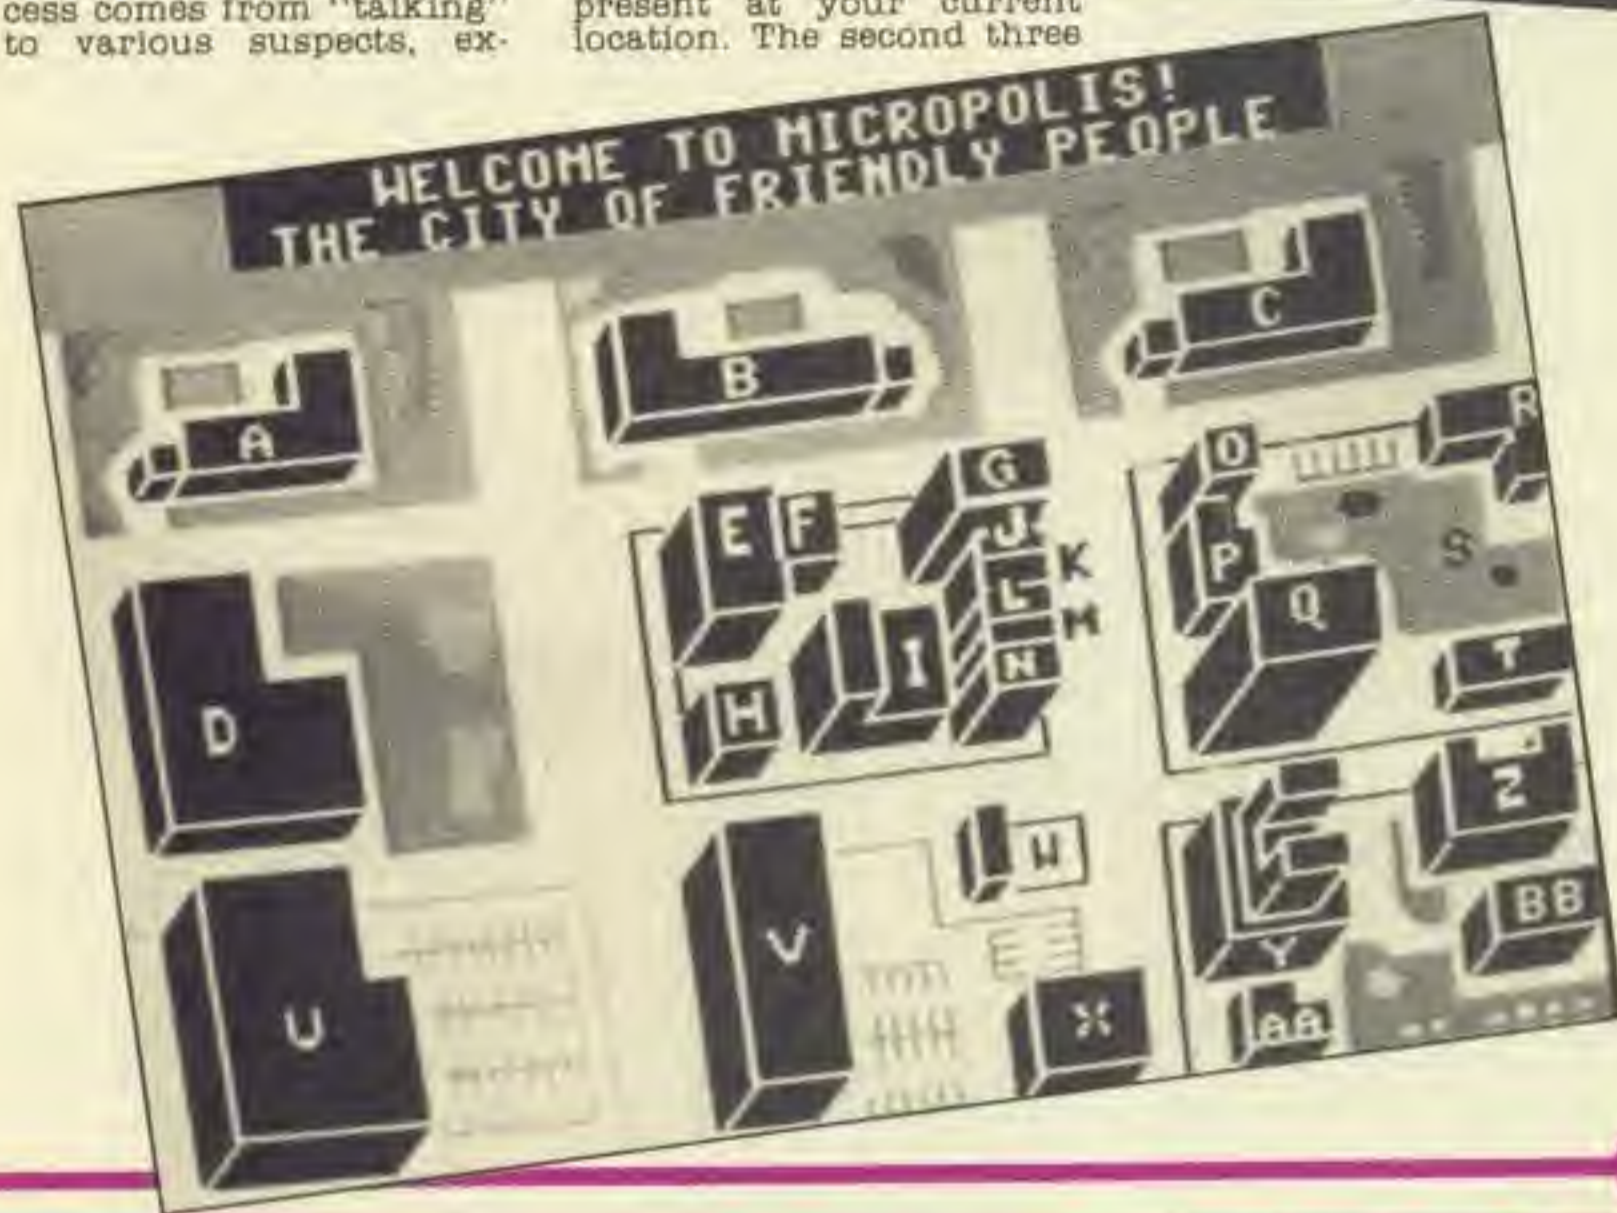 cess comes from "talking"
to various suspects, ex-
present at your current
location. The second three
WELCOME TO MICROPOLIS!
THE CITY OF FRIENDLY PEOPLE
A
B
C
D
E F
G
H
I
J
K
L
M
N
O
P
Q
R
S
T
U
V
W
X
Y
Z
AA
BB